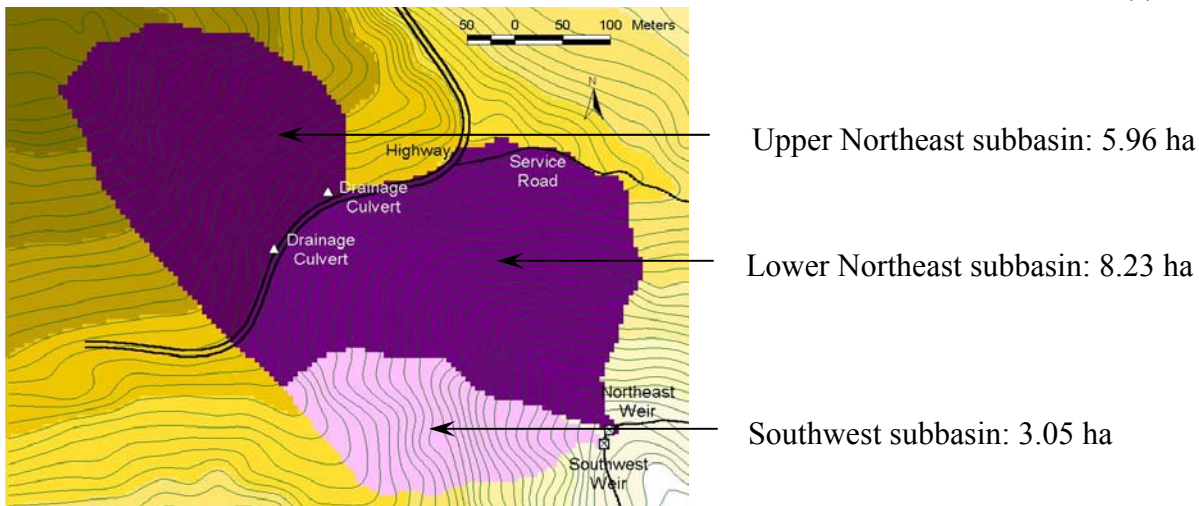 50 0 50 100 Meters
N
Highway
Service
Road
Drainage
Culvert
Drainage
Culvert
Northeast
Weir
Southwest
Weir
Upper Northeast subbasin: 5.96 ha
Lower Northeast subbasin: 8.23 ha
Southwest subbasin: 3.05 ha